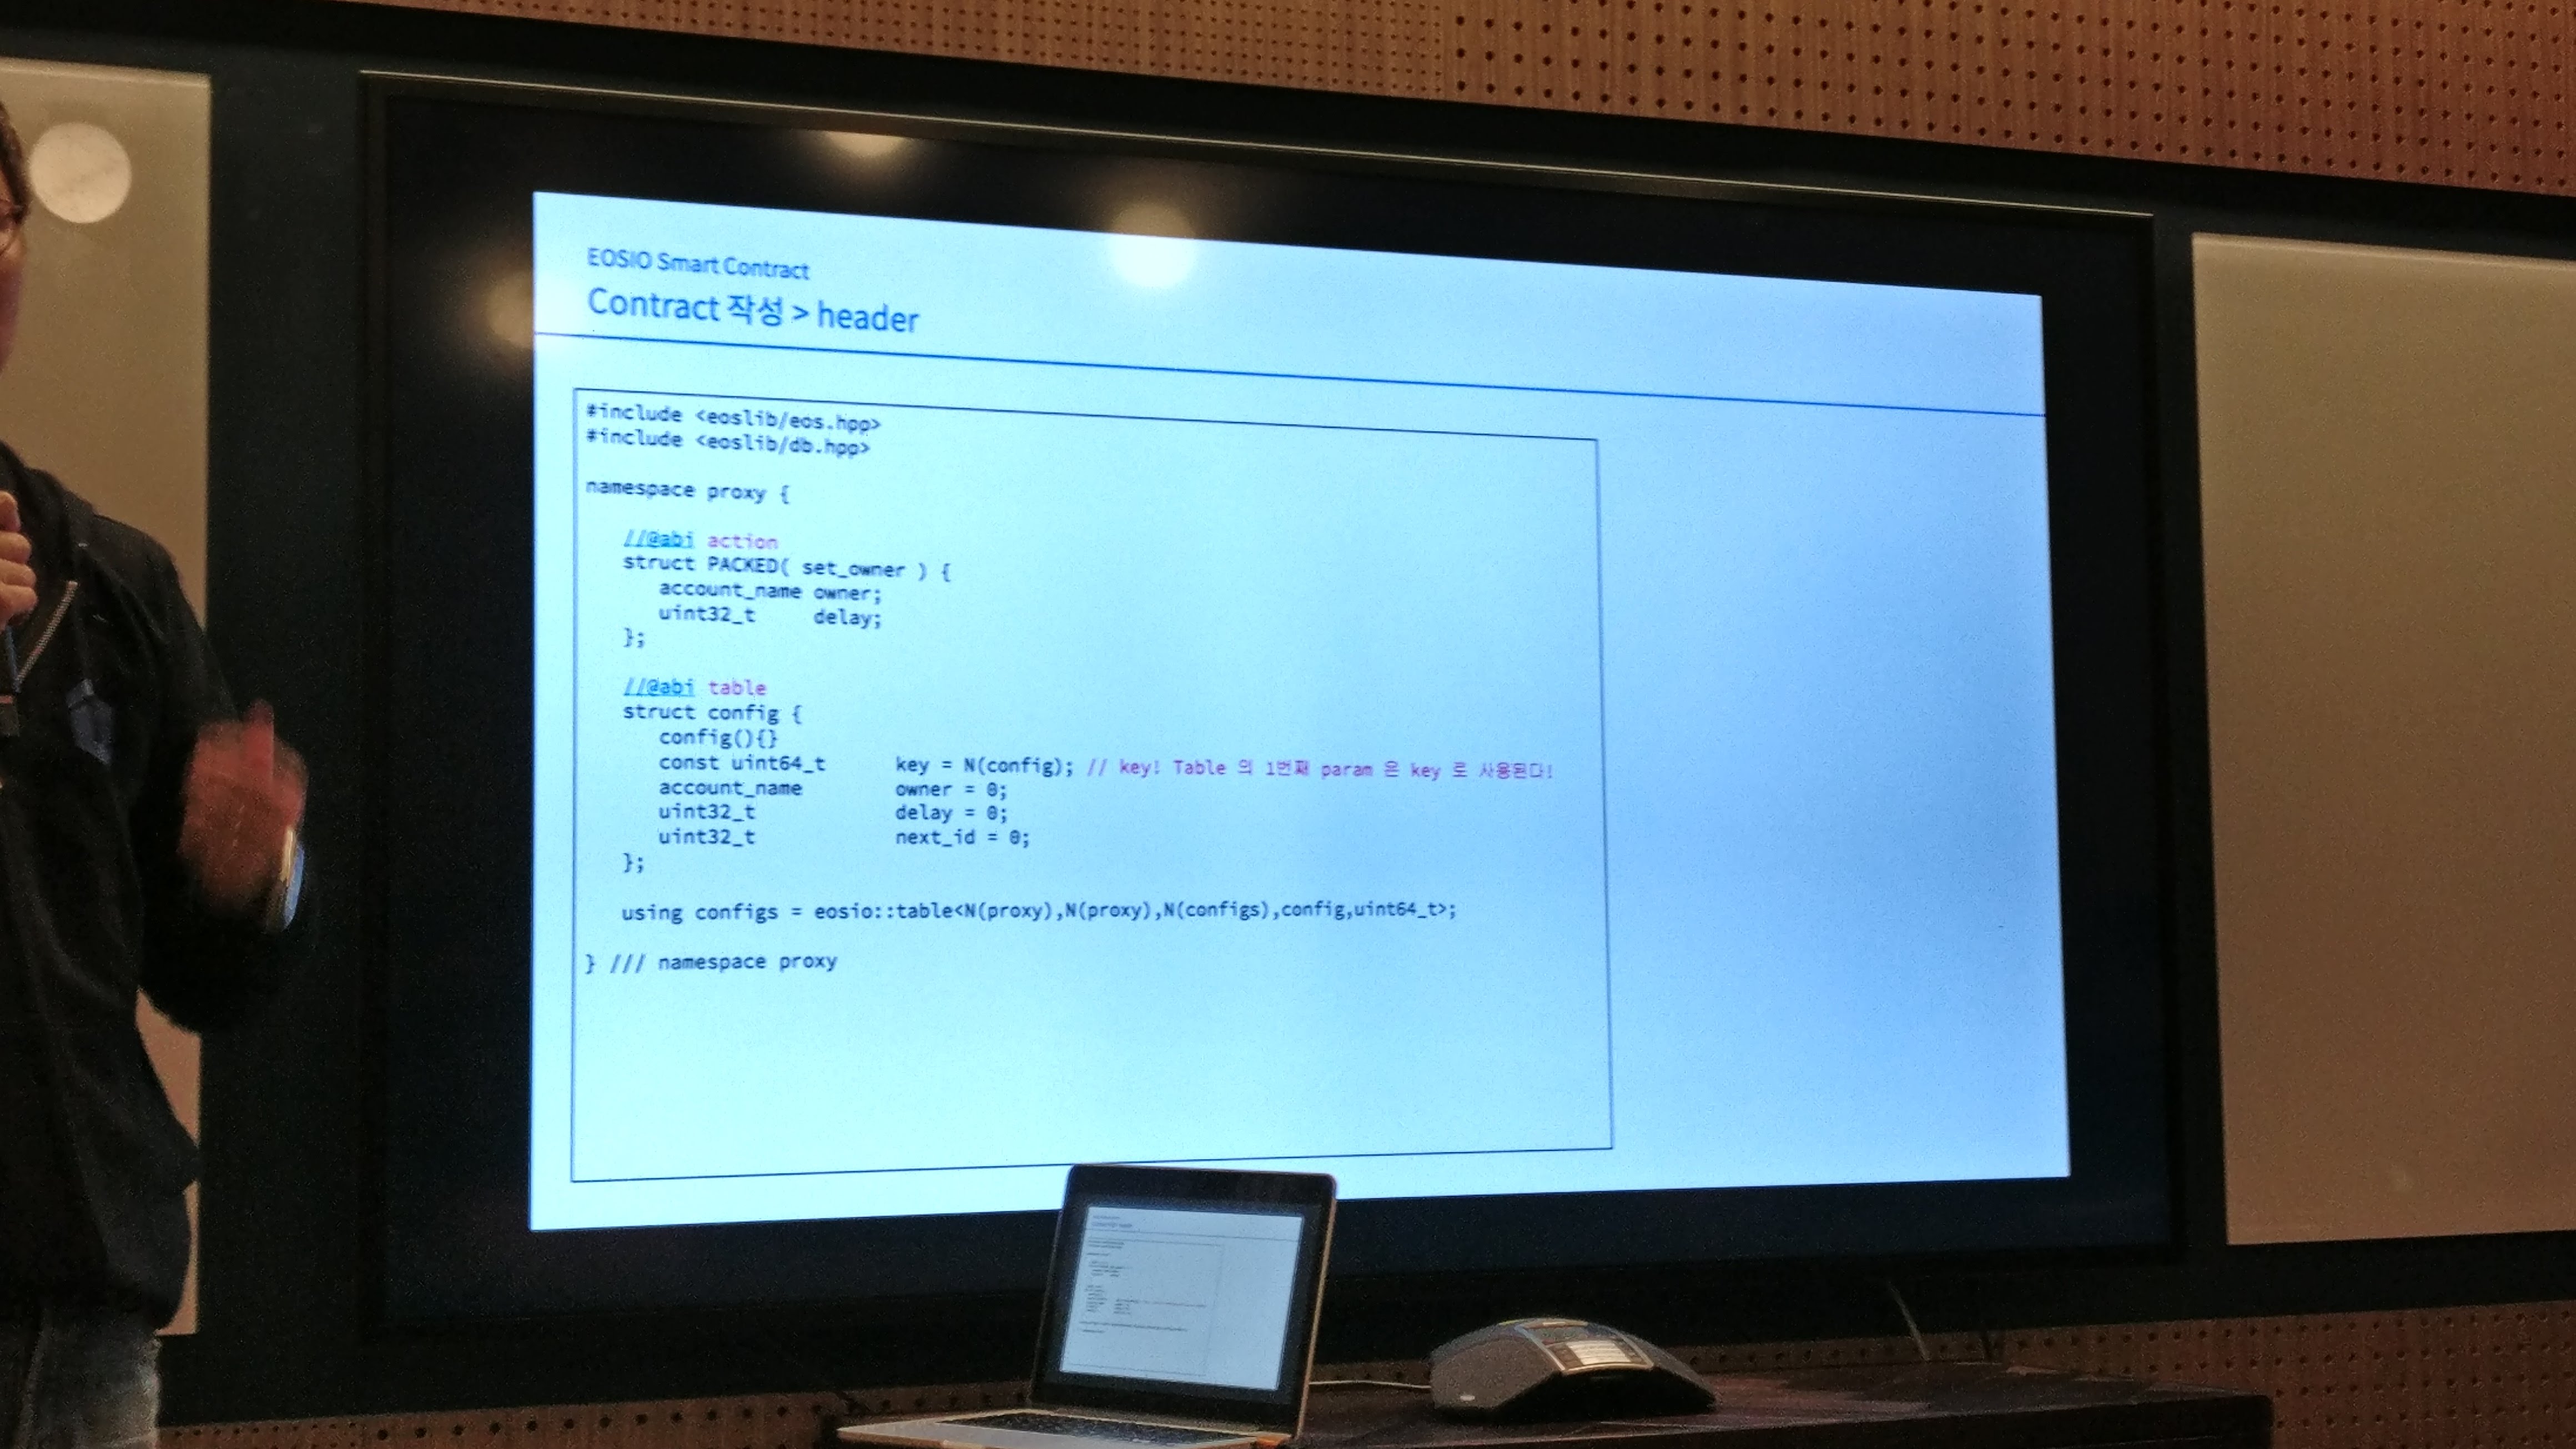 EOSIO Smart Contract
Contract 작성 > header
#include <eoslib/eos.hpp>
#include <eoslib/db.hpp>
namespace proxy {
//@abi action
struct PACKED( set_owner ) {
account_name owner;
uint32_t delay;
};
//@abi table
struct config {
config(){}
const uint64_t key = N(config); // key! Table 의 1번째 param 은 key 로 사용된다!
account_name owner = 0;
uint32_t delay = 0;
uint32_t next_id = 0;
};
using configs = eosio::table<N(proxy),N(proxy),N(configs),config,uint64_t>;
} /// namespace proxy